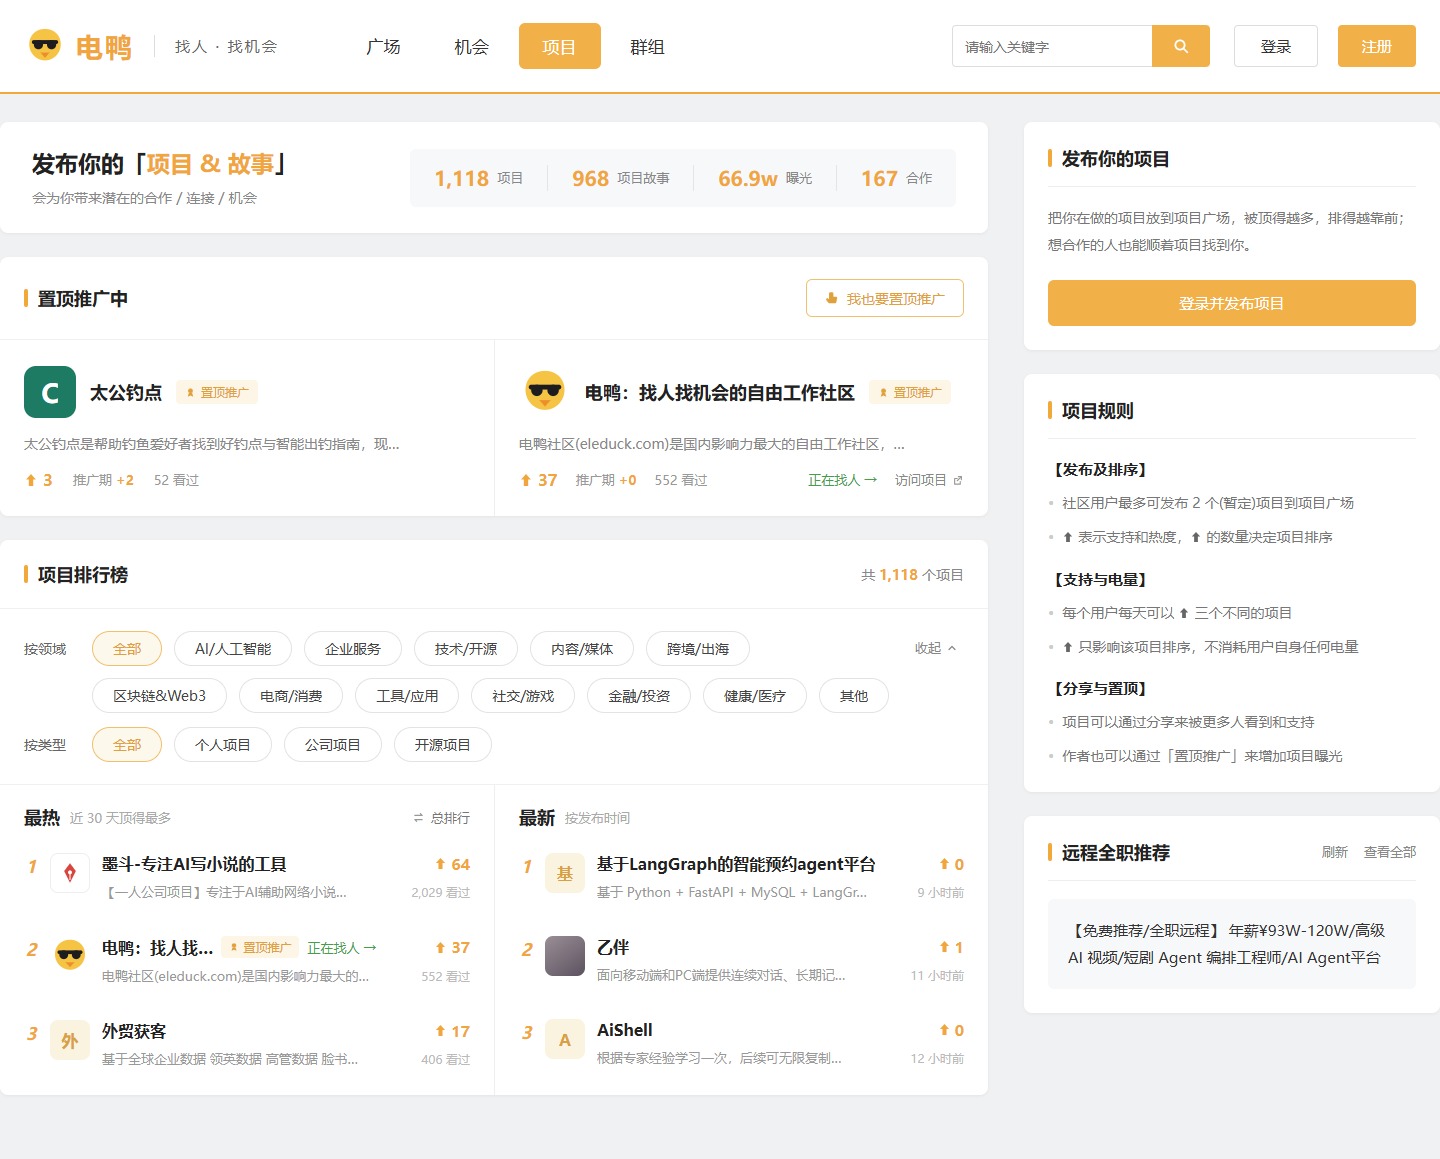 电鸭
找人 · 找机会
广场
机会
项目
群组
请输入关键字
登录
注册
发布你的「项目 & 故事」
会为你带来潜在的合作 / 连接 / 机会
1,118 项目
968 项目故事
66.9w 曝光
167 合作
置顶推广中
我也要置顶推广
C
太公钓点
置顶推广
太公钓点是帮助钓鱼爱好者找到好钓点与智能出钓指南，现...
3 推广期 +2 52 看过
电鸭：找人找机会的自由工作社区
置顶推广
电鸭社区(eleduck.com)是国内影响力最大的自由工作社区，...
37 推广期 +0 552 看过
正在找人 → 访问项目
项目排行榜
共 1,118 个项目
按领域
全部
AI/人工智能
企业服务
技术/开源
内容/媒体
跨境/出海
收起
区块链&Web3
电商/消费
工具/应用
社交/游戏
金融/投资
健康/医疗
其他
按类型
全部
个人项目
公司项目
开源项目
最热 近 30 天顶得最多
总排行
1
墨斗-专注AI写小说的工具
64
【一人公司项目】专注于AI辅助网络小说...
2,029 看过
2
电鸭：找人找... 置顶推广 正在找人 →
37
电鸭社区(eleduck.com)是国内影响力最大的...
552 看过
3
外
外贸获客
17
基于全球企业数据 领英数据 高管数据 脸书...
406 看过
最新 按发布时间
1
基
基于LangGraph的智能预约agent平台
0
基于 Python + FastAPI + MySQL + LangGr...
9 小时前
2
乙伴
1
面向移动端和PC端提供连续对话、长期记...
11 小时前
3
A
AiShell
0
根据专家经验学习一次，后续可无限复制...
12 小时前
发布你的项目
把你在做的项目放到项目广场，被顶得越多，排得越靠前；
想合作的人也能顺着项目找到你。
登录并发布项目
项目规则
【发布及排序】
社区用户最多可发布 2 个(暂定)项目到项目广场
表示支持和热度， 的数量决定项目排序
【支持与电量】
每个用户每天可以 三个不同的项目
只影响该项目排序，不消耗用户自身任何电量
【分享与置顶】
项目可以通过分享来被更多人看到和支持
作者也可以通过「置顶推广」来增加项目曝光
远程全职推荐
刷新 查看全部
【免费推荐/全职远程】 年薪¥93W-120W/高级
AI 视频/短剧 Agent 编排工程师/AI Agent平台